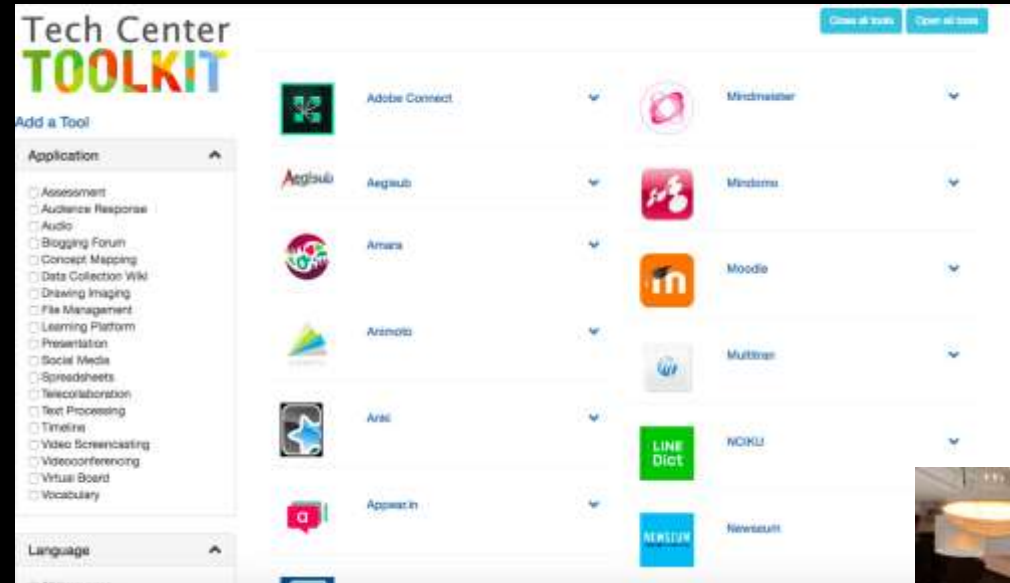 Tech Center
TOOLKIT
Add a Tool
Application
Assessment
Audience Response
Audio
Blogging Forum
Concept Mapping
Data Collection Wiki
Drawing Imaging
File Management
Learning Platform
Presentation
Social Media
Spreadsheets
Telecollaboration
Text Processing
Timeline
Video Screencasting
Videoconferencing
Virtual Board
Vocabulary
Language
Close all tools
Open all tools
Adobe Connect
Aegisub
Aegisub
Amara
Animoto
Anki
a
Appear.in
Mindmeister
Mindomo
m
Moodle
Multitran
LINE
Dict
NCIKU
NEWSEUM
Newseum